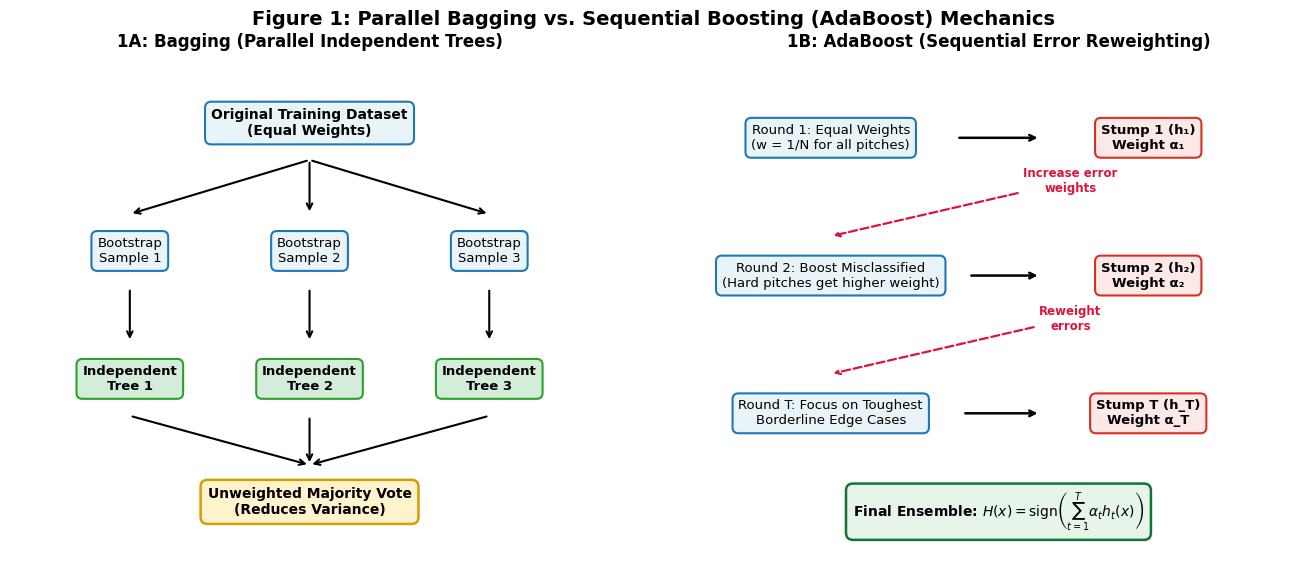 Figure 1: Parallel Bagging vs. Sequential Boosting (AdaBoost) Mechanics
1A: Bagging (Parallel Independent Trees)
Original Training Dataset
(Equal Weights)
Bootstrap
Sample 1
Bootstrap
Sample 2
Bootstrap
Sample 3
Independent
Tree 1
Independent
Tree 2
Independent
Tree 3
Unweighted Majority Vote
(Reduces Variance)
1B: AdaBoost (Sequential Error Reweighting)
Round 1: Equal Weights
(w = 1/N for all pitches)
Stump 1 (h₁)
Weight α₁
Increase error
weights
Round 2: Boost Misclassified
(Hard pitches get higher weight)
Stump 2 (h₂)
Weight α₂
Reweight
errors
Round T: Focus on Toughest
Borderline Edge Cases
Stump T (h_T)
Weight α_T
Final Ensemble: H(x) = sign(∑_{t=1}^{T} α_t h_t(x))